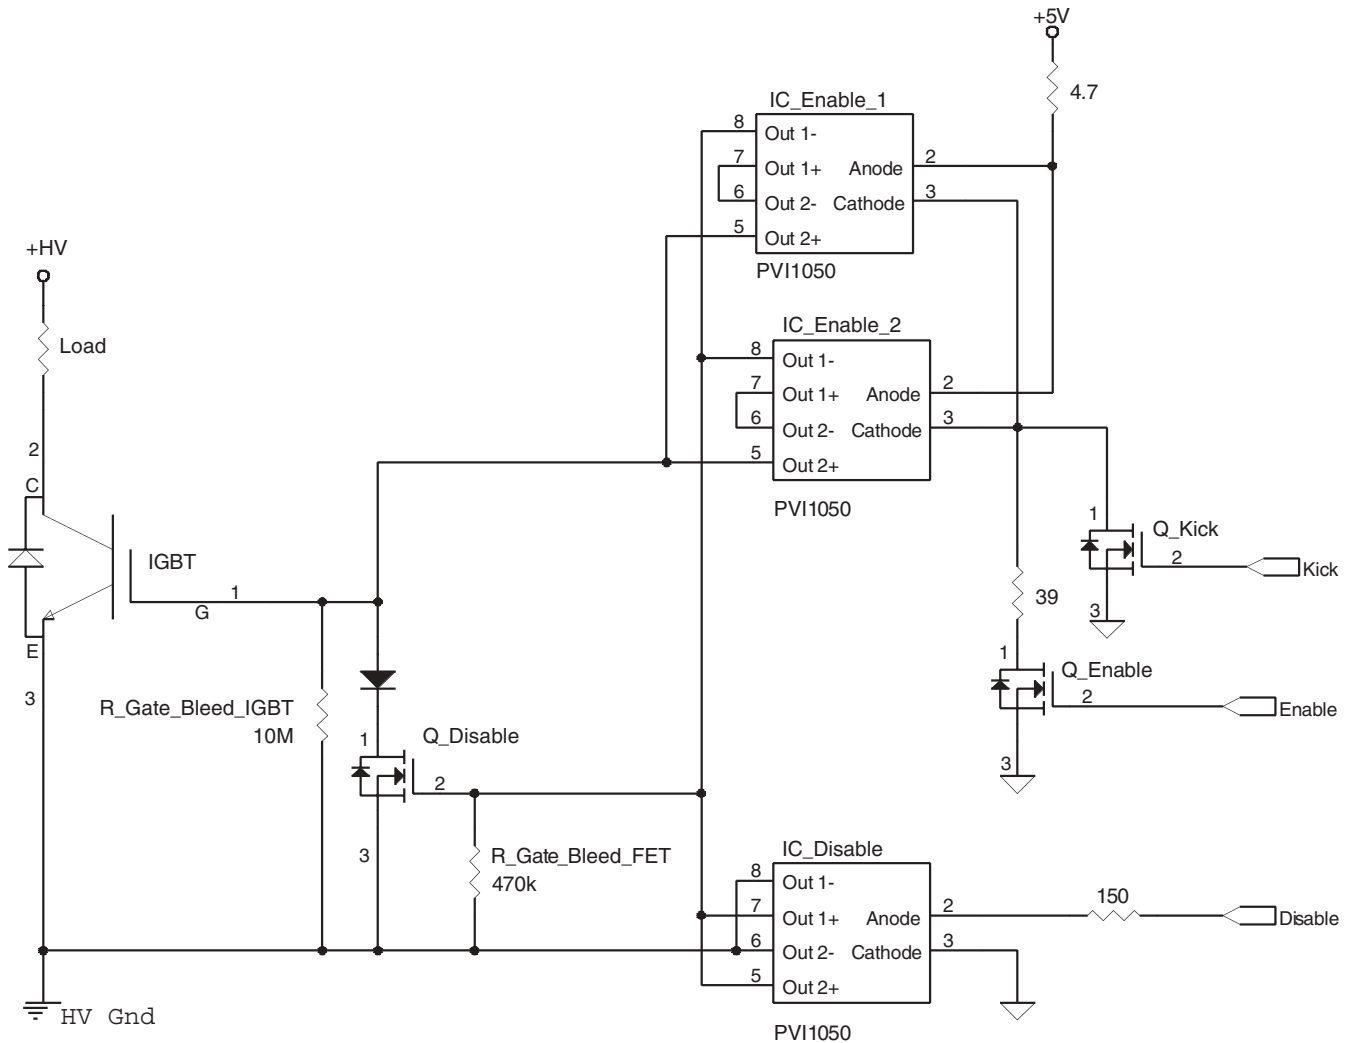 +5V
4.7
IC_Enable_1
8 Out 1-
7 Out 1+ Anode 2
6 Out 2- Cathode 3
5 Out 2+
PVI1050
+HV
Load
IC_Enable_2
8 Out 1-
7 Out 1+ Anode 2
6 Out 2- Cathode 3
5 Out 2+
PVI1050
2
C
IGBT
1
G
E
3
1
Q_Kick
2
Kick
3
39
1
Q_Enable
2
Enable
3
R_Gate_Bleed_IGBT
10M
1
Q_Disable
2
3
R_Gate_Bleed_FET
470k
IC_Disable
8 Out 1-
7 Out 1+ Anode 2
6 Out 2- Cathode 3
5 Out 2+
PVI1050
150
Disable
HV Gnd